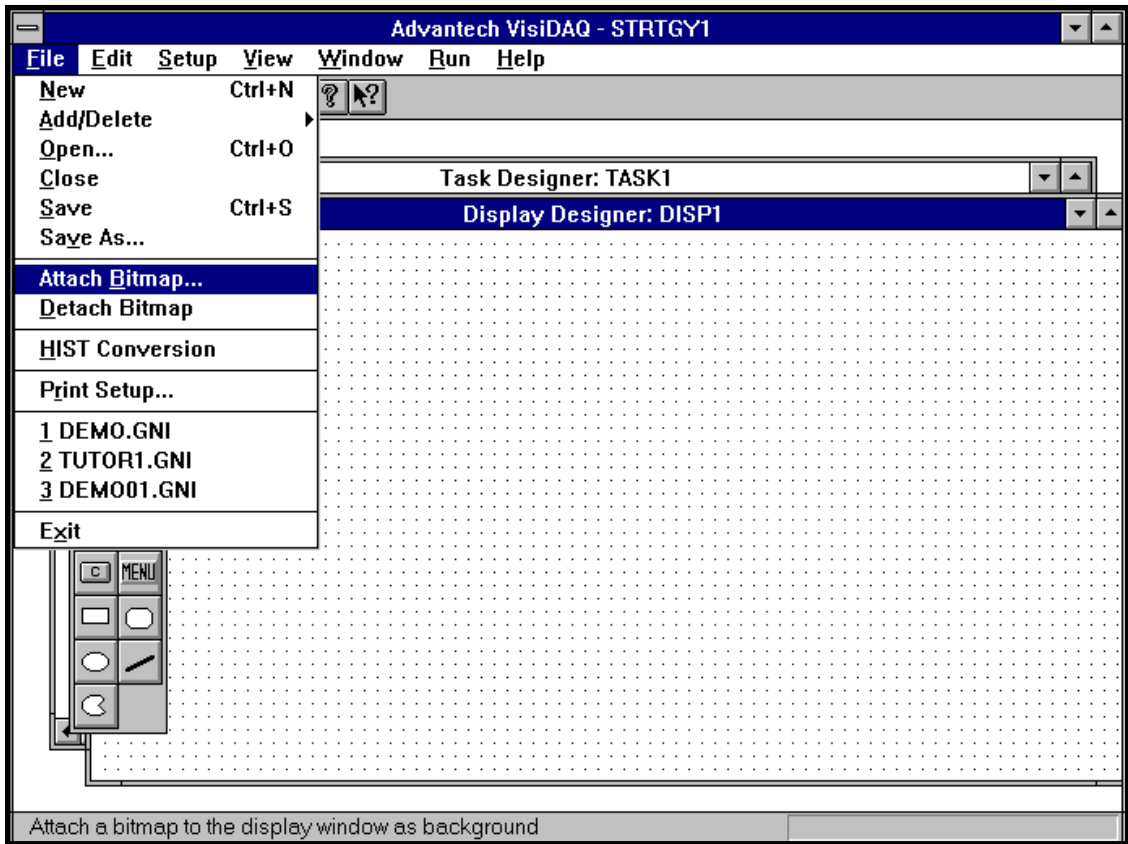 Advantech VisiDAQ - STRTGY1
File Edit Setup View Window Run Help
New Ctrl+N
Add/Delete
Open... Ctrl+O
Close
Save Ctrl+S
Save As...
Attach Bitmap...
Detach Bitmap
HIST Conversion
Print Setup...
1 DEMO.GNI
2 TUTOR1.GNI
3 DEMO01.GNI
Exit
? ?
Task Designer: TASK1
Display Designer: DISP1
C MENU
Attach a bitmap to the display window as background